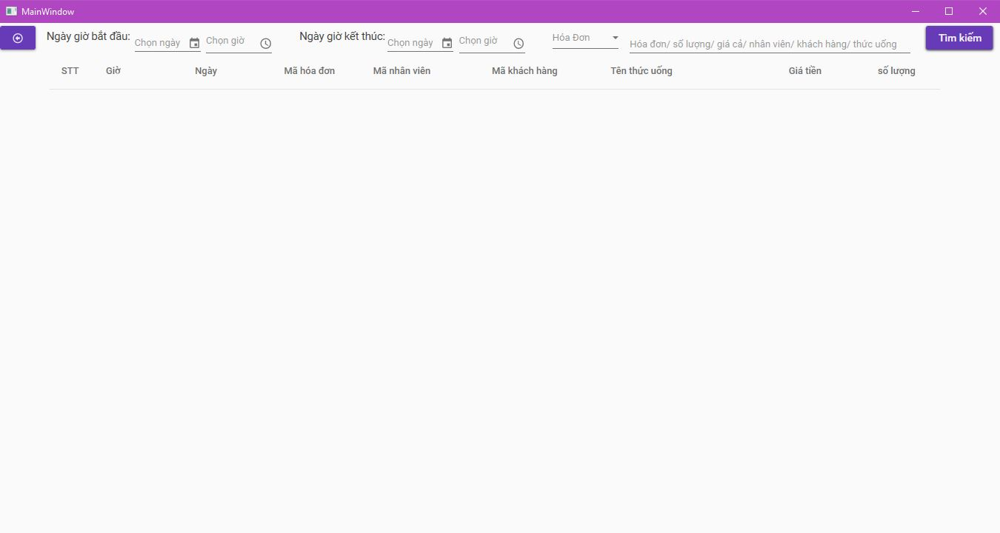 MainWindow
Ngày giờ bắt đầu: Chọn ngày Chọn giờ Ngày giờ kết thúc: Chọn ngày Chọn giờ Hóa Đơn Hóa đơn/ số lượng/ giá cả/ nhân viên/ khách hàng/ thức uống Tìm kiếm
STT Giờ Ngày Mã hóa đơn Mã nhân viên Mã khách hàng Tên thức uống Giá tiền số lượng